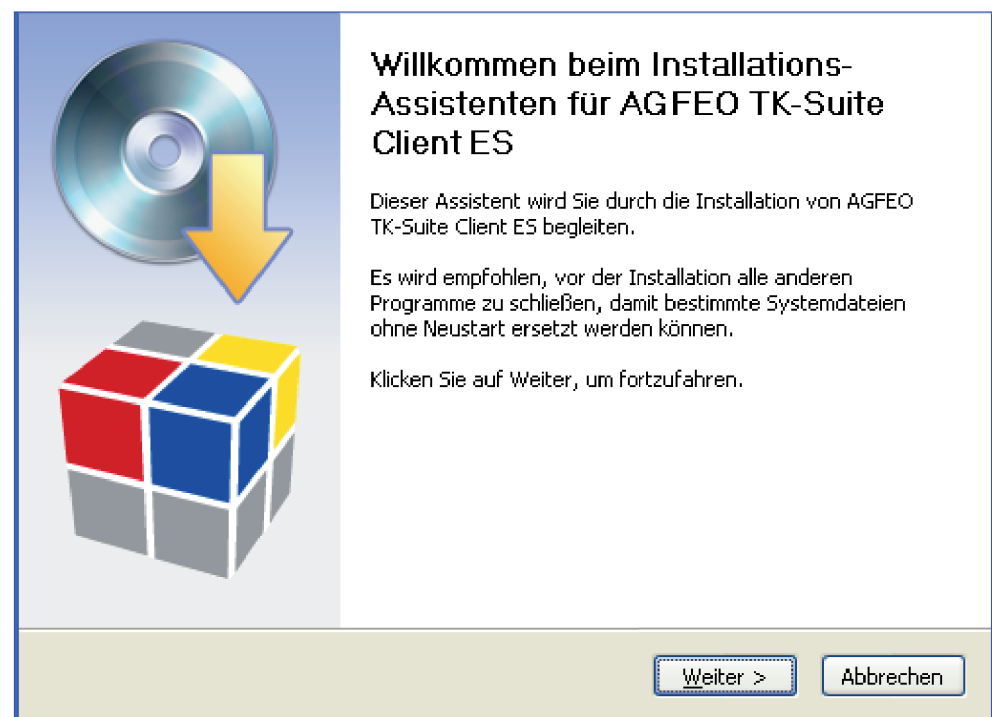 Willkommen beim Installations-
Assistenten für AGFEO TK-Suite
Client ES
Dieser Assistent wird Sie durch die Installation von AGFEO
TK-Suite Client ES begleiten.
Es wird empfohlen, vor der Installation alle anderen
Programme zu schließen, damit bestimmte Systemdateien
ohne Neustart ersetzt werden können.
Klicken Sie auf Weiter, um fortzufahren.
Weiter >
Abbrechen